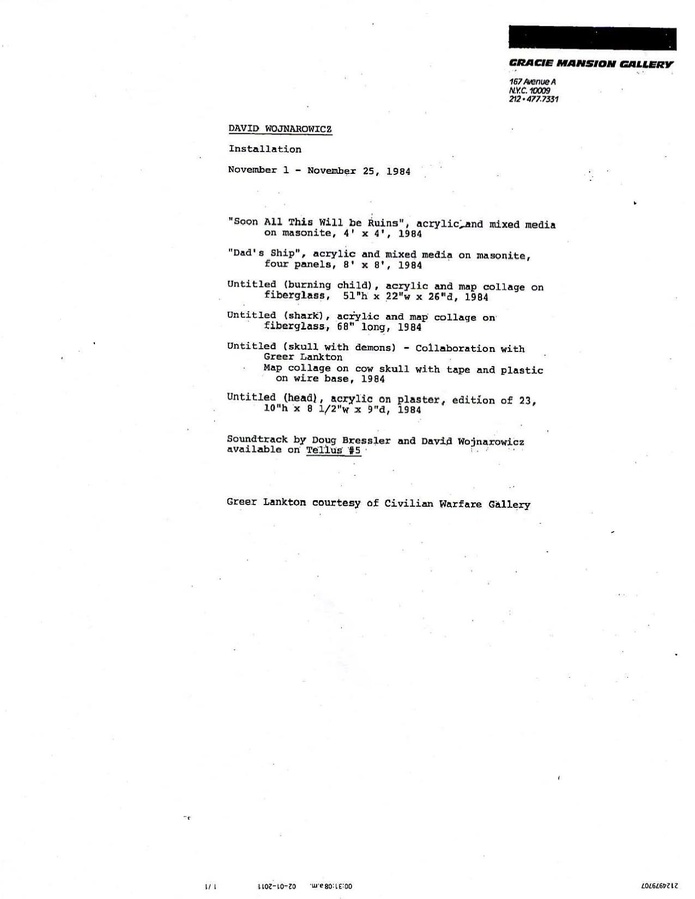 GRACIE MANSION GALLERY
167 Avenue A
N.Y.C. 10009
212 • 477.7331
DAVID WOJNAROWICZ
Installation
November 1 - November 25, 1984
"Soon All This Will be Ruins", acrylic and mixed media
on masonite, 4' x 4', 1984
"Dad's Ship", acrylic and mixed media on masonite,
four panels, 8' x 8', 1984
Untitled (burning child), acrylic and map collage on
fiberglass, 51"h x 22"w x 26"d, 1984
Untitled (shark), acrylic and map collage on
fiberglass, 68" long, 1984
Untitled (skull with demons) - Collaboration with
Greer Lankton
Map collage on cow skull with tape and plastic
on wire base, 1984
Untitled (head), acrylic on plaster, edition of 23,
10"h x 8 1/2"w x 9"d, 1984
Soundtrack by Doug Bressler and David Wojnarowicz
available on Tellus #5
Greer Lankton courtesy of Civilian Warfare Gallery
2124979707 00:31:08 a.m. 02-01-2011 1 /1